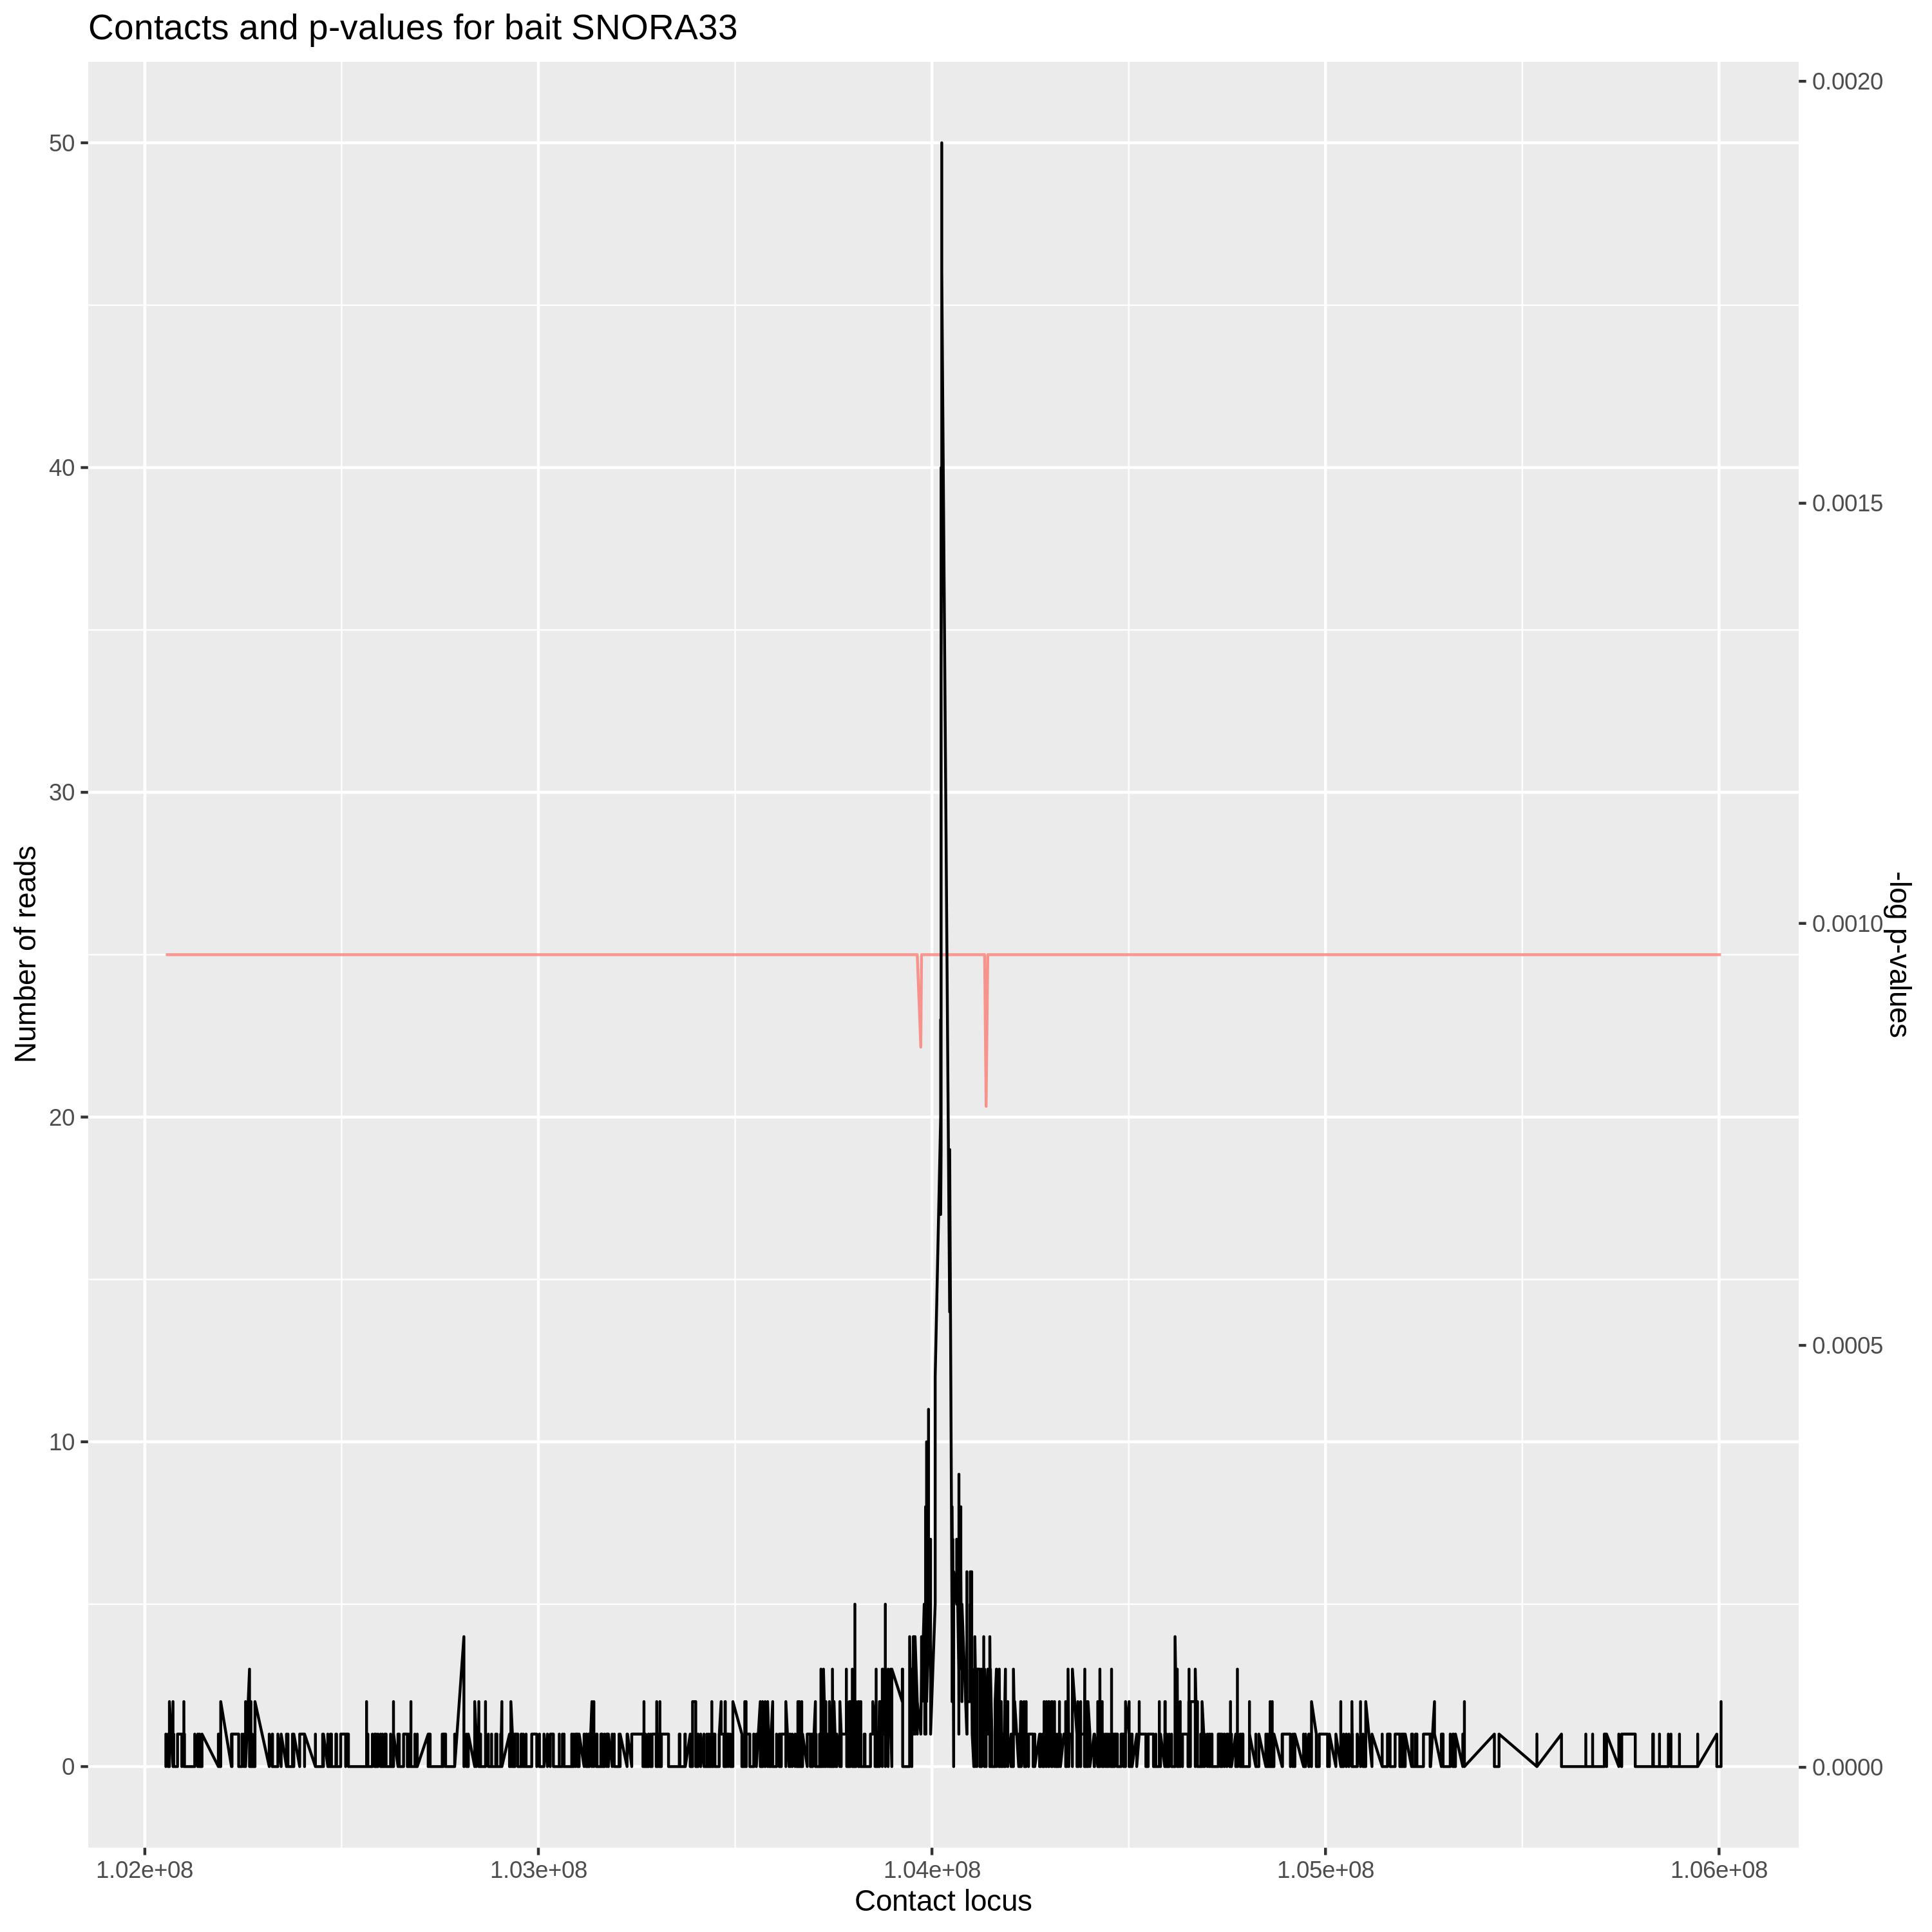 Contacts and p-values for bait SNORA33
50
40
30
20
10
0
Number of reads
0.0020
0.0015
0.0010
0.0005
0.0000
-log p-values
1.02e+08
1.03e+08
1.04e+08
1.05e+08
1.06e+08
Contact locus